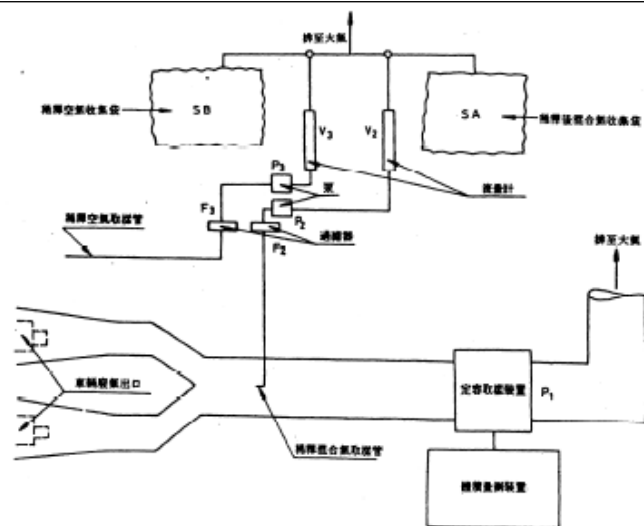 排至大氣
稀釋空氣收集袋
SB
SA
稀釋後混合氣收集袋
V3
V2
P3
泵
流量計
F3
P2
稀釋空氣取樣管
過濾器
F2
排至大氣
車輛廢氣出口
定容取樣裝置
P1
稀釋混合氣取樣管
體積量測裝置